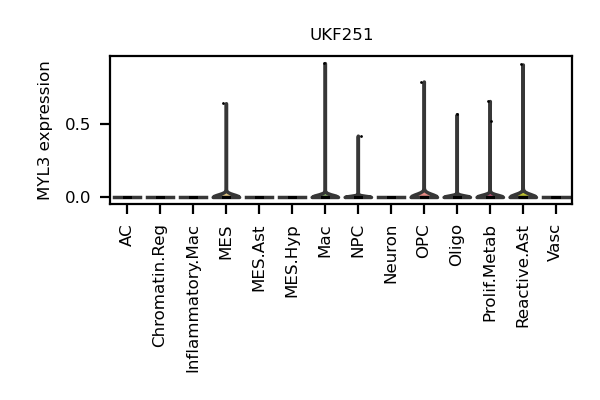 UKF251
MYL3 expression
0.5
0.0
AC
Chromatin.Reg
Inflammatory.Mac
MES
MES.Ast
MES.Hyp
Mac
NPC
Neuron
OPC
Oligo
Prolif.Metab
Reactive.Ast
Vasc